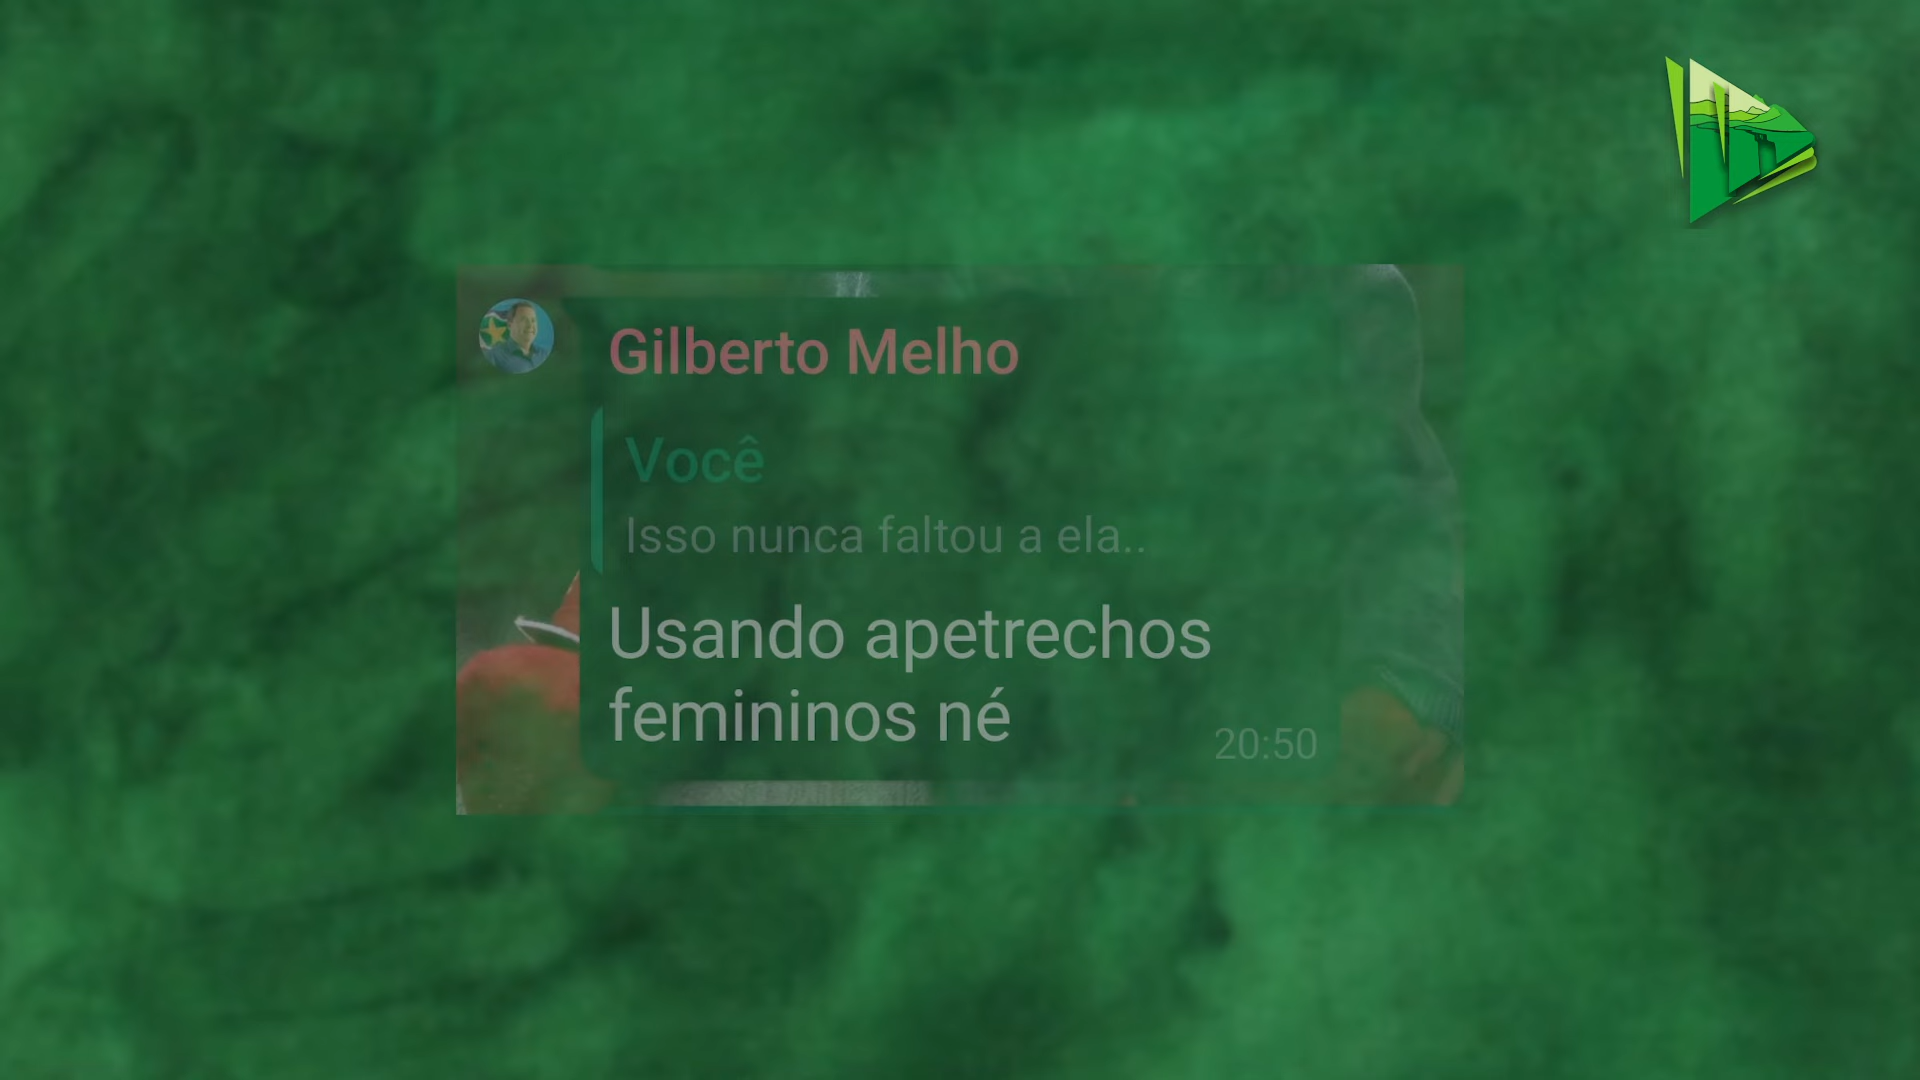 Gilberto Melho
Você
Isso nunca faltou a ela..
Usando apetrechos
femininos né
20:50